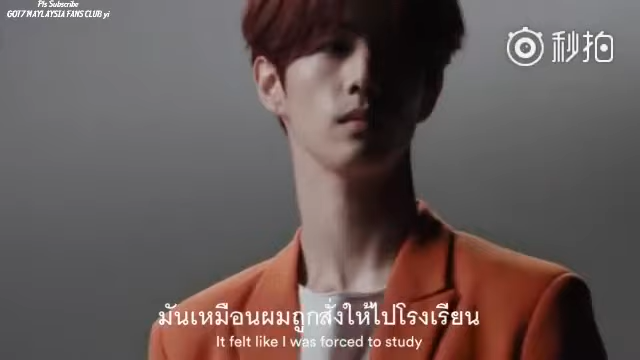 Pls Subscribe
GOT7 MAYLAYSIA FANS CLUB yi
秒拍
มันเหมือนผมถูกสั่งให้ไปโรงเรียน
It felt like I was forced to study